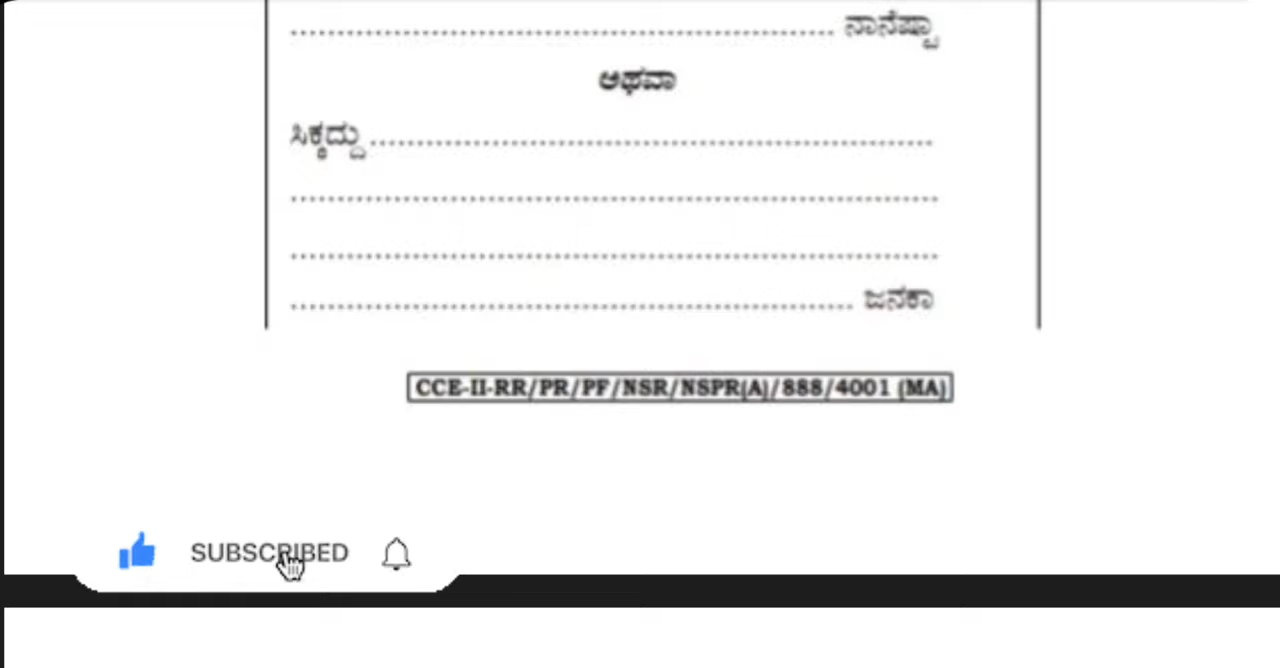 ........................................................................ ನಾನೆಷ್ಟಾ
ಅಥವಾ
ಸಿಕ್ಕದ್ದು ........................................................................
........................................................................
........................................................................
........................................................................ ಜನಕಾ
CCE-II-RR/PR/PF/NSR/NSPR(A)/888/4001 (MA)
SUBSCRIBED